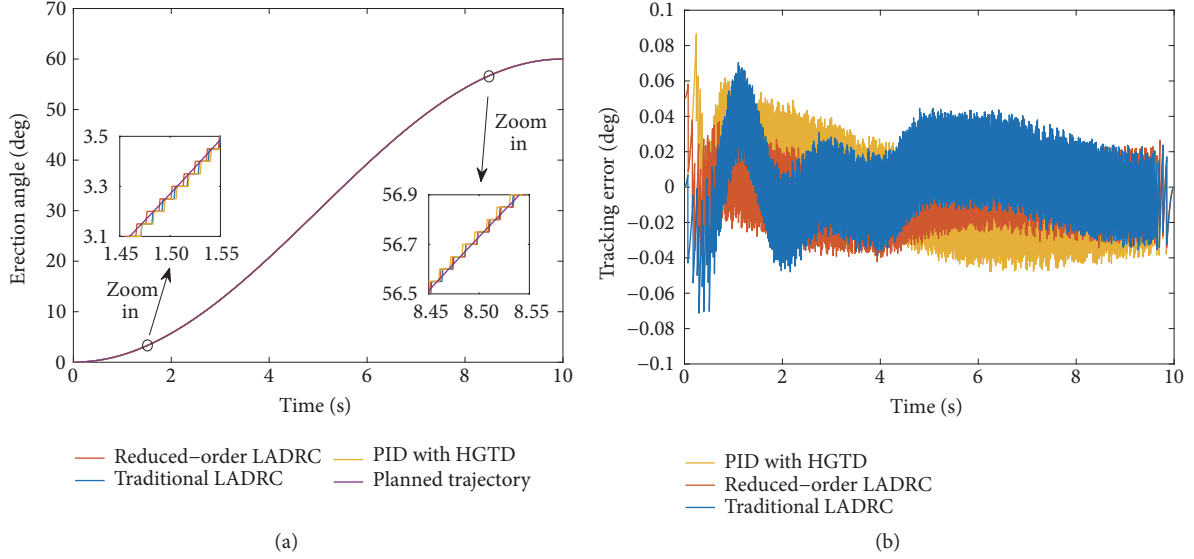 70
60
50
40
30
20
10
0
Erection angle (deg)
3.5
3.3
3.1
1.45 1.50 1.55
Zoom
in
Zoom
in
56.9
56.7
56.5
8.45 8.50 8.55
0 2 4 6 8 10
Time (s)
Reduced−order LADRC
Traditional LADRC
PID with HGTD
Planned trajectory
(a)
0.1
0.08
0.06
0.04
0.02
0
−0.02
−0.04
−0.06
−0.08
−0.1
Tracking error (deg)
0 2 4 6 8 10
Time (s)
PID with HGTD
Reduced−order LADRC
Traditional LADRC
(b)